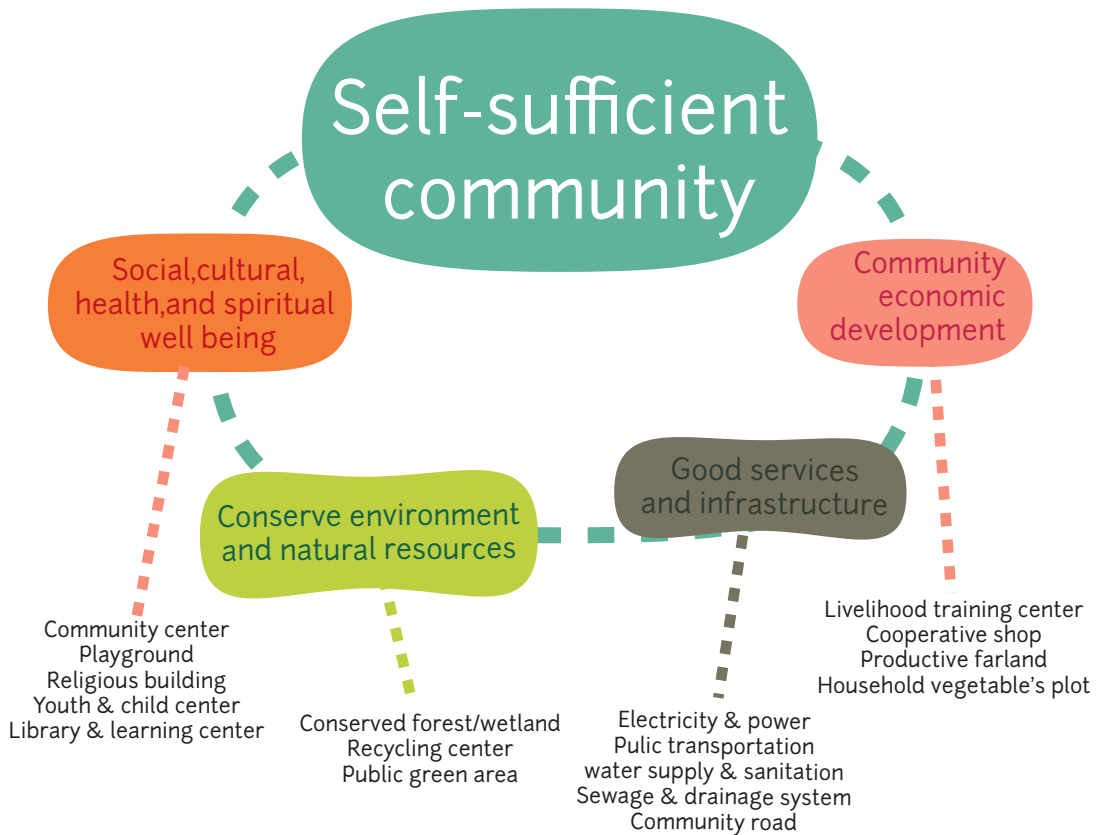 Self-sufficient
community
Social,cultural,
health,and spiritual
well being
Community
economic
development
Conserve environment
and natural resources
Good services
and infrastructure
Community center
Playground
Religious building
Youth & child center
Library & learning center
Conserved forest/wetland
Recycling center
Public green area
Electricity & power
Pulic transportation
water supply & sanitation
Sewage & drainage system
Community road
Livelihood training center
Cooperative shop
Productive farland
Household vegetable's plot